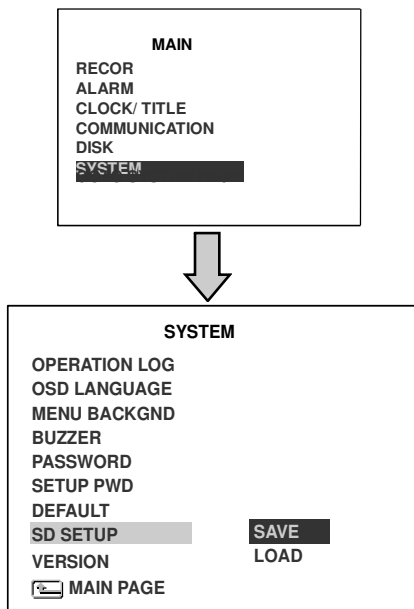 MAIN
RECOR
ALARM
CLOCK/ TITLE
COMMUNICATION
DISK
SYSTEM
SYSTEM
OPERATION LOG
OSD LANGUAGE
MENU BACKGND
BUZZER
PASSWORD
SETUP PWD
DEFAULT
SD SETUP SAVE
LOAD
VERSION
MAIN PAGE